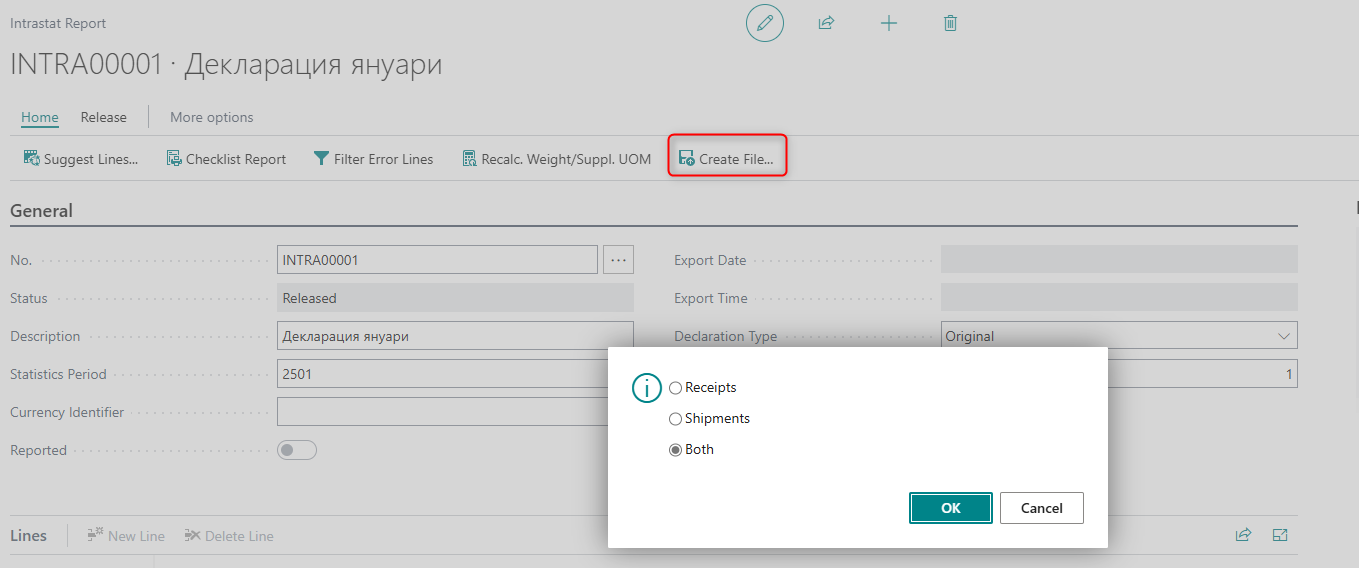 Intrastat Report
INTRA00001 · Декларация януари
Home Release More options
Suggest Lines... Checklist Report Filter Error Lines Recalc. Weight/Suppl. UOM Create File...
General
No. INTRA00001 ... Export Date
Status Released Export Time
Description Декларация януари Declaration Type Original
Statistics Period 2501 1
Currency Identifier
Reported
Receipts
Shipments
Both
OK Cancel
Lines New Line Delete Line